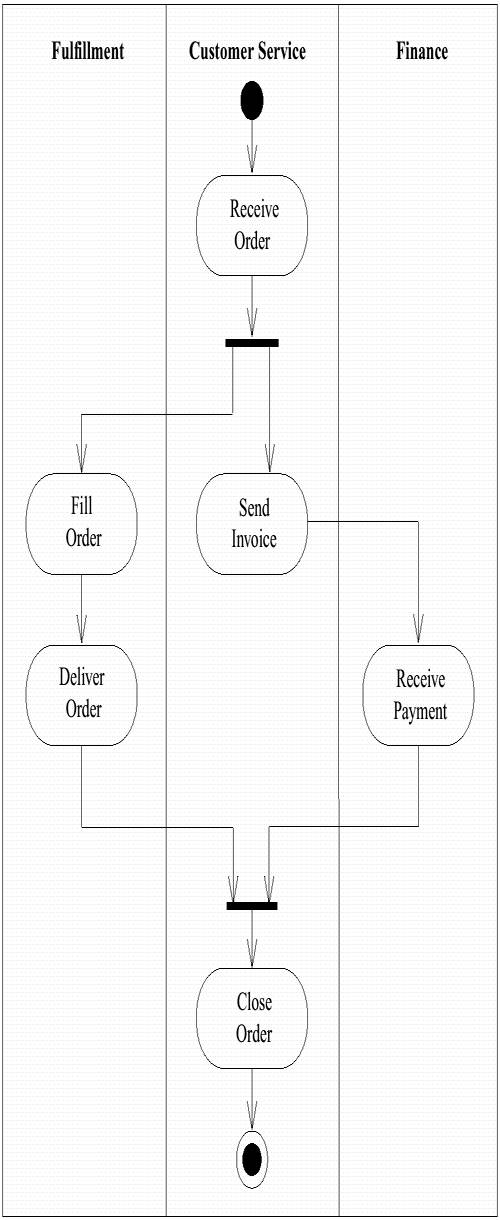 Fulfillment
Customer Service
Finance
Receive
Order
Fill
Order
Send
Invoice
Deliver
Order
Receive
Payment
Close
Order